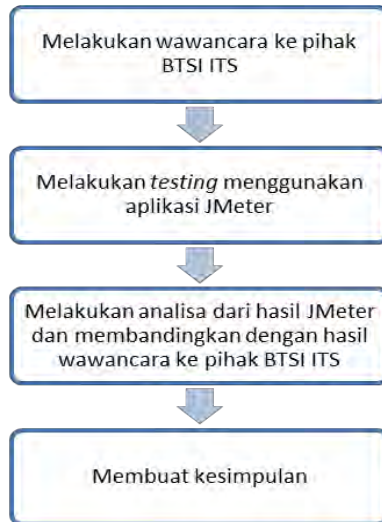 Melakukan wawancara ke pihak
BTSI ITS
Melakukan testing menggunakan
aplikasi JMeter
Melakukan analisa dari hasil JMeter
dan membandingkan dengan hasil
wawancara ke pihak BTSI ITS
Membuat kesimpulan